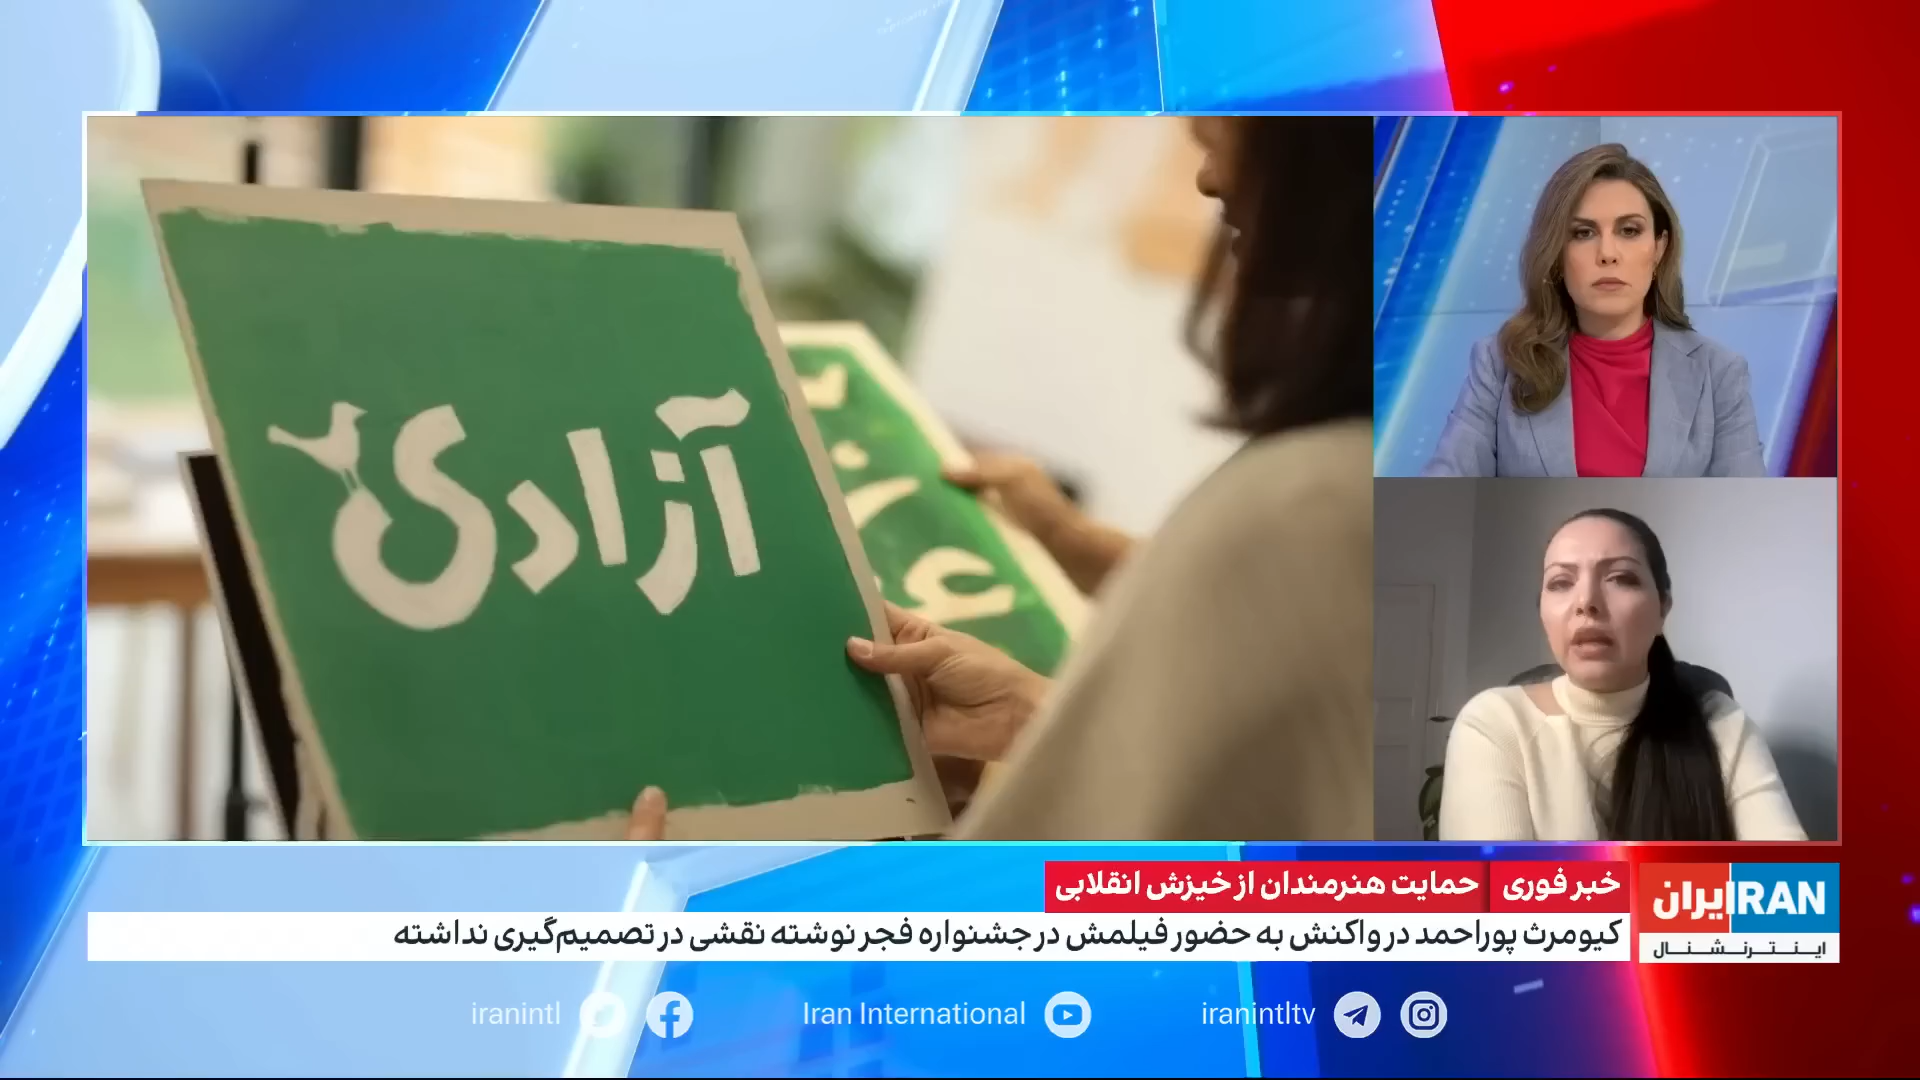 آزادی
خبر فوری
حمایت هنرمندان از خیزش انقلابی
کیومرث پوراحمد در واکنش به حضور فیلمش در جشنواره فجر نوشته نقشی در تصمیم‌گیری نداشته
ایران IRAN
اینترنشنال
iranintl
Iran International
iranintltv